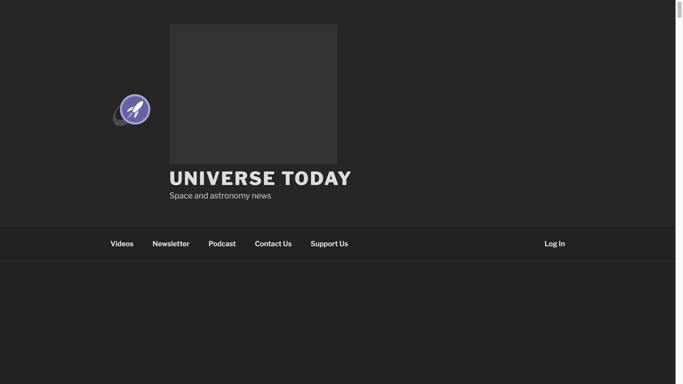 UNIVERSE TODAY
Space and astronomy news
Videos Newsletter Podcast Contact Us Support Us Log In